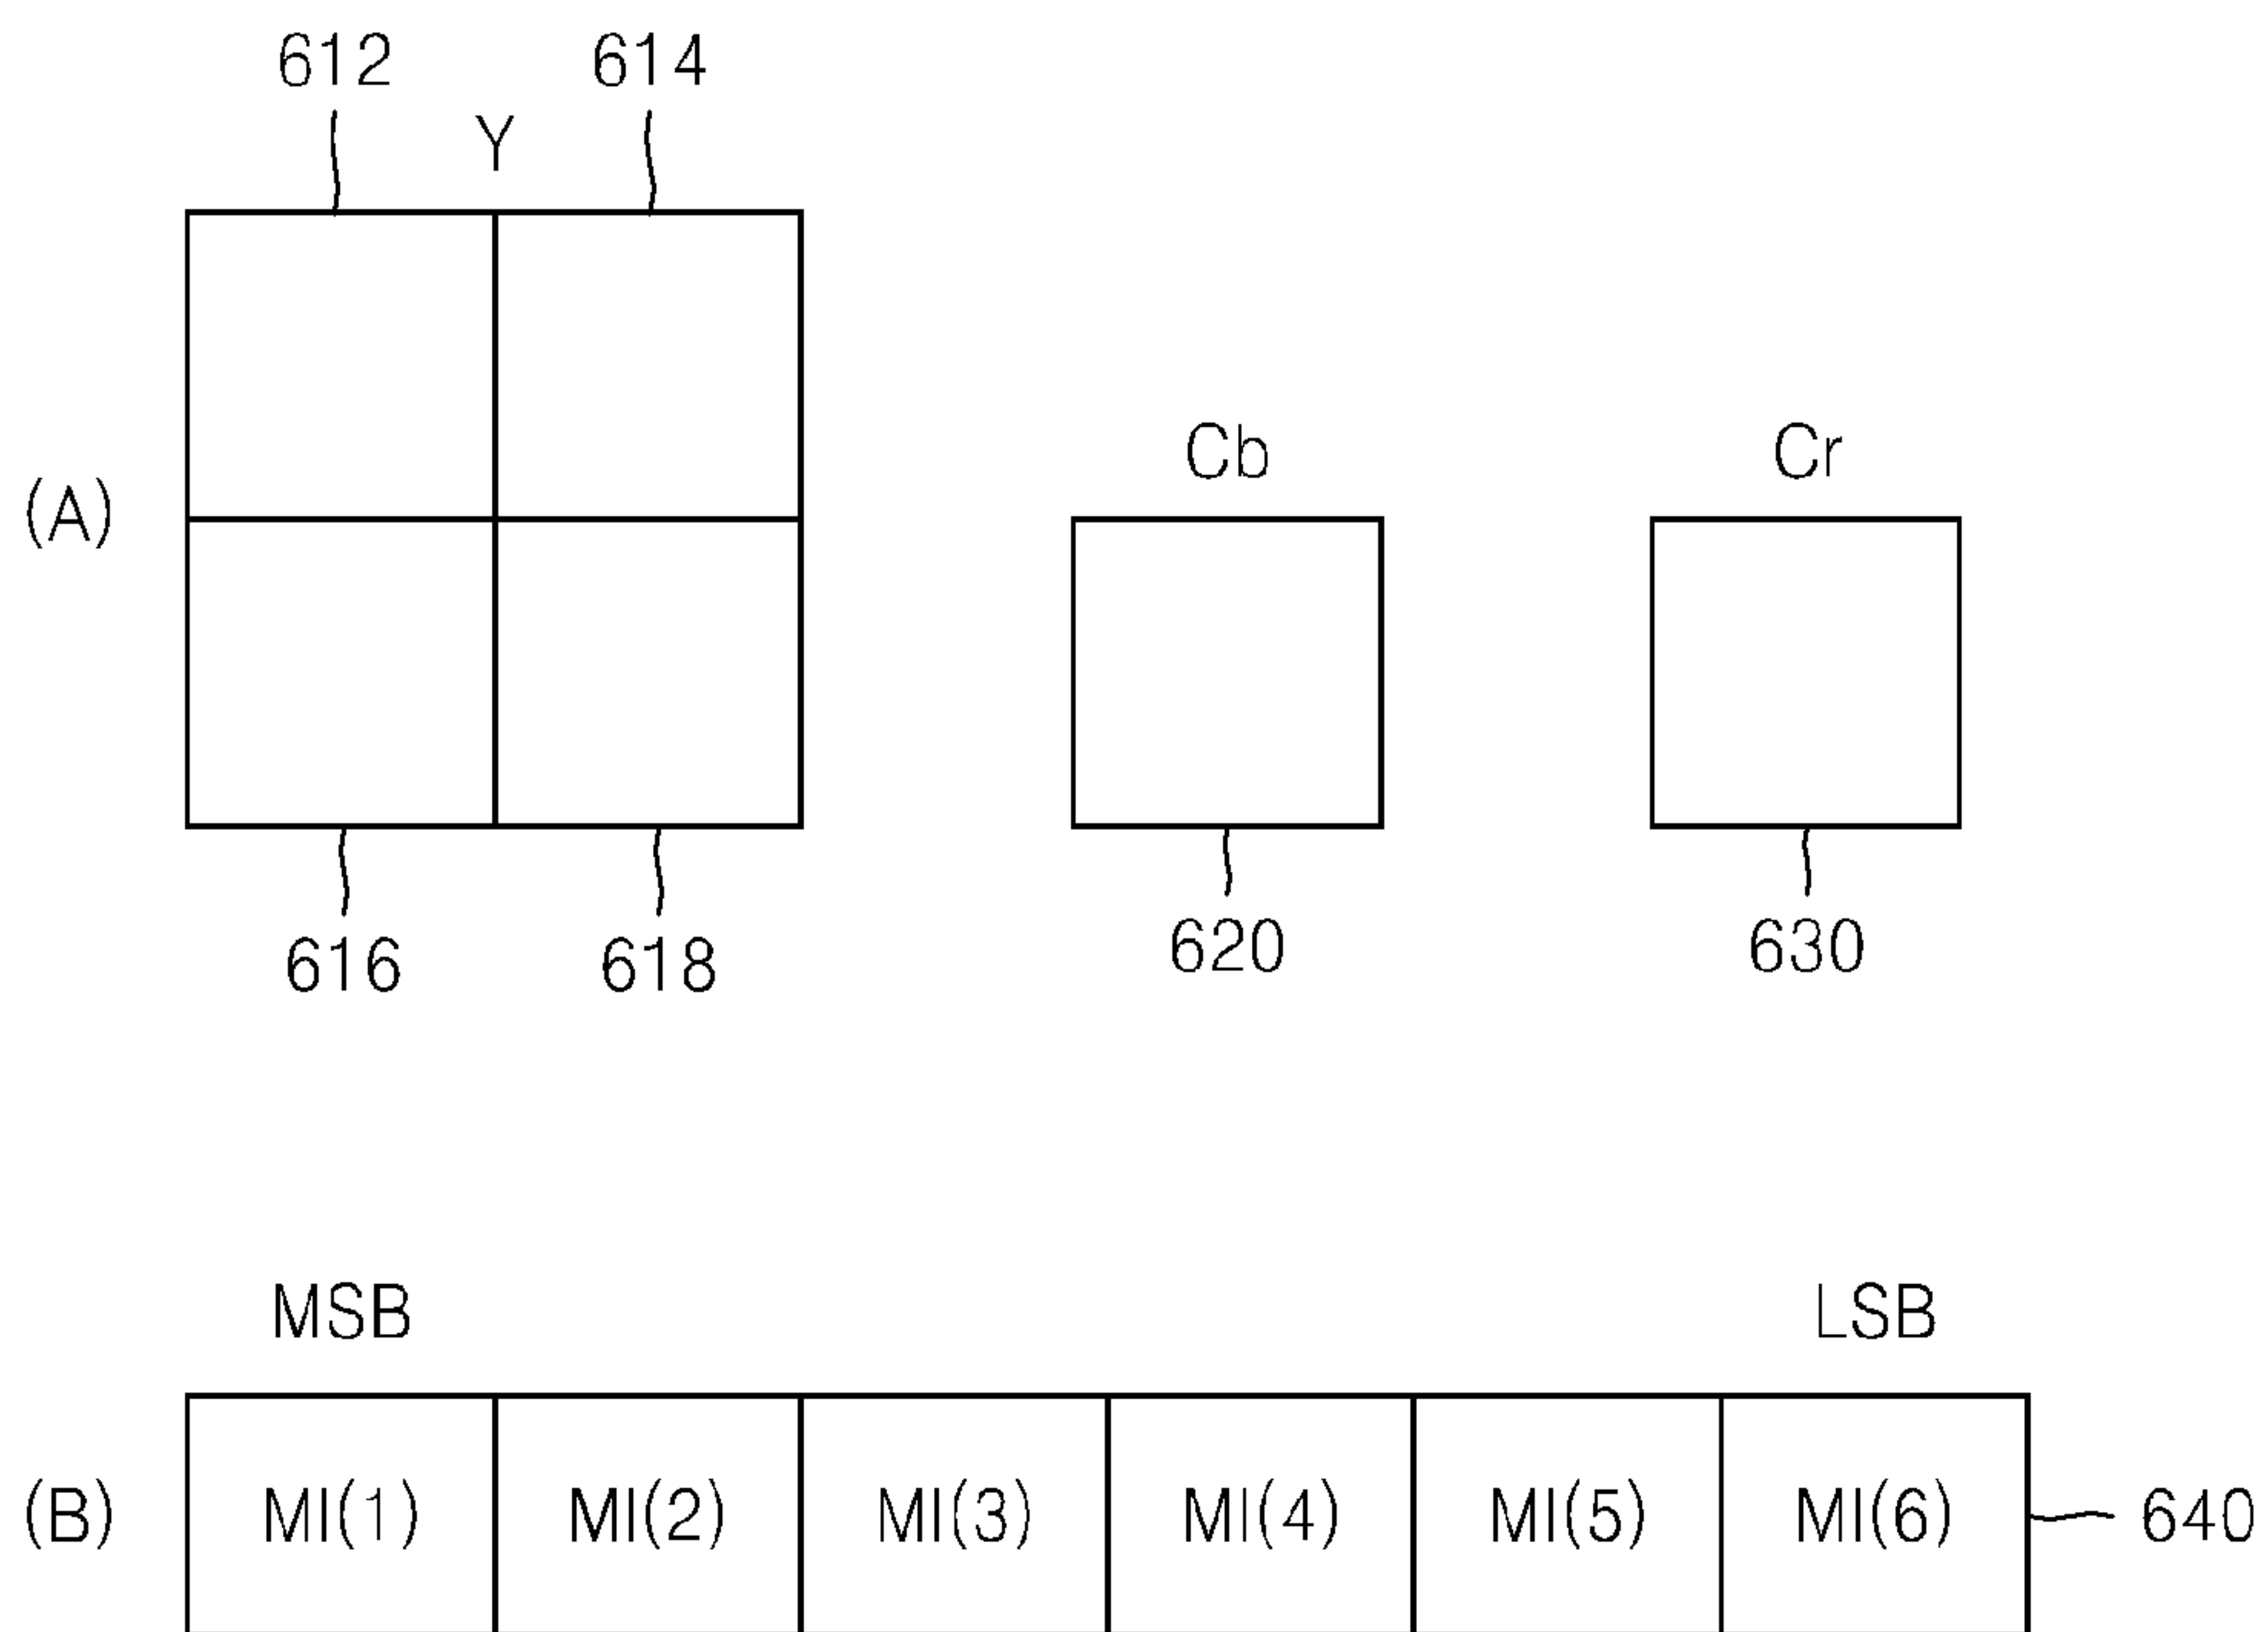 612 614
Y
(A)
Cb Cr
616 618 620 630
MSB LSB
(B) MI(1) MI(2) MI(3) MI(4) MI(5) MI(6) 640